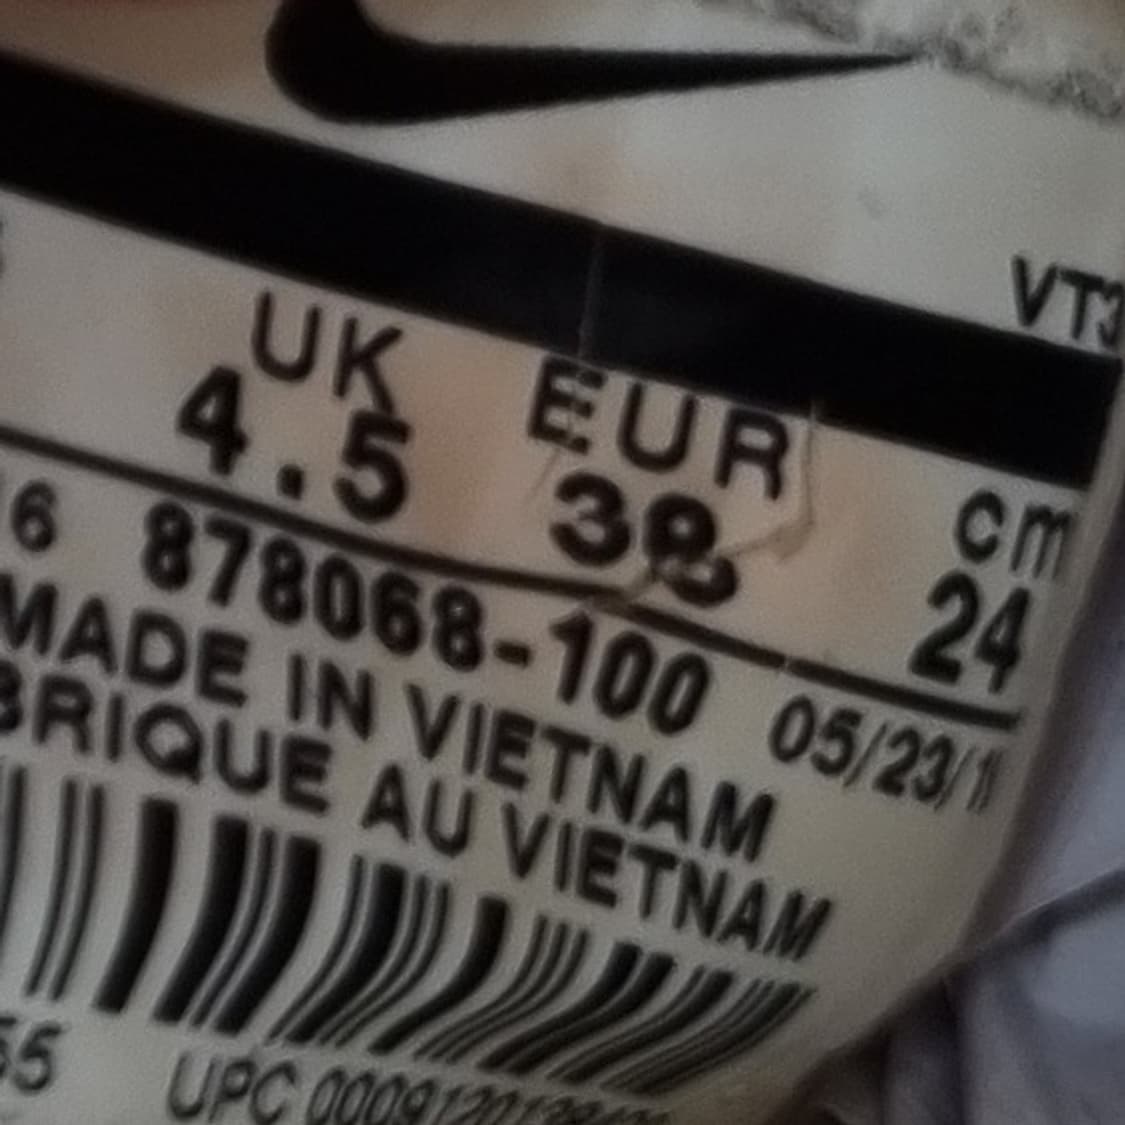 VT3
UK EUR cm
4.5 38 24
6 878068-100 05/23/1
MADE IN VIETNAM
BRIQUE AU VIETNAM
55
UPC